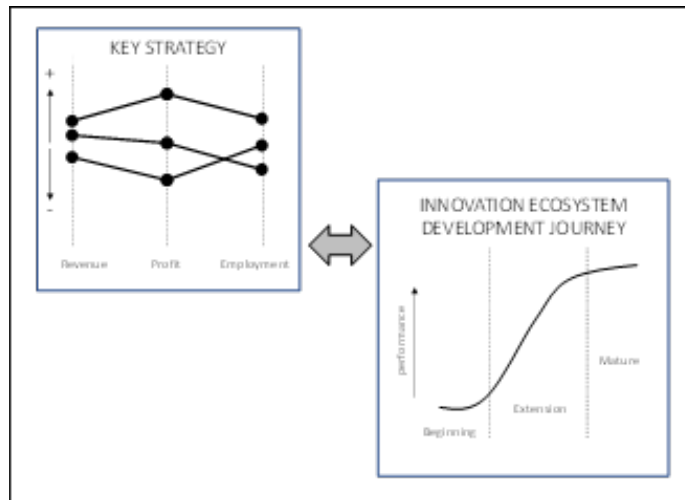 KEY STRATEGY
+
-
Revenue Profit Employment
INNOVATION ECOSYSTEM
DEVELOPMENT JOURNEY
performance
Mature
Extension
Beginning